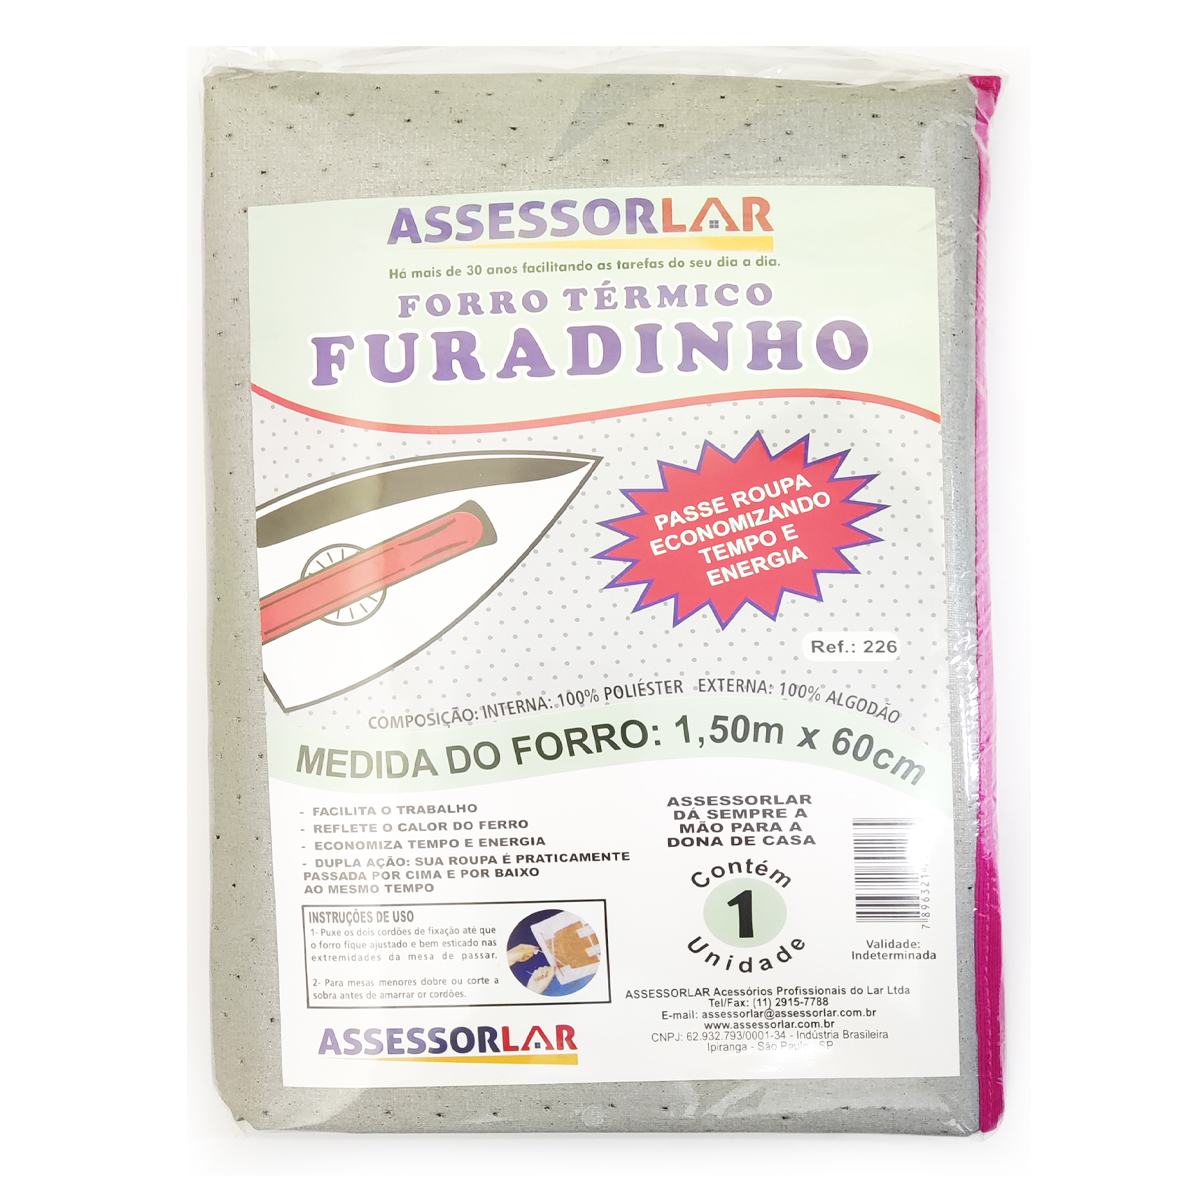 ASSESSORLAR
Há mais de 30 anos facilitando as tarefas do seu dia a dia.
FORRO TÉRMICO
FURADINHO
PASSE ROUPA
ECONOMIZANDO
TEMPO E
ENERGIA
Ref.: 226
COMPOSIÇÃO: INTERNA: 100% POLIÉSTER EXTERNA: 100% ALGODÃO
MEDIDA DO FORRO: 1,50m x 60cm
- FACILITA O TRABALHO
- REFLETE O CALOR DO FERRO
- ECONOMIZA TEMPO E ENERGIA
- DUPLA AÇÃO: SUA ROUPA É PRATICAMENTE
PASSADA POR CIMA E POR BAIXO
AO MESMO TEMPO
INSTRUÇÕES DE USO
1- Puxe os dois cordões de fixação até que
o forro fique ajustado e bem esticado nas
extremidades da mesa de passar.
2- Para mesas menores dobre ou corte a
sobra antes de amarrar or cordões.
ASSESSORLAR
ASSESSORLAR
DÁ SEMPRE A
MÃO PARA A
DONA DE CASA
Contém
1
Unidade
7 896321
Validade:
Indeterminada
ASSESSORLAR Acessórios Profissionais do Lar Ltda
Tel/Fax: (11) 2915-7788
E-mail: assessorlar@assessorlar.com.br
www.assessorlar.com.br
CNPJ: 62.932.793/0001-34 - Indústria Brasileira
Ipiranga - São Paulo - SP